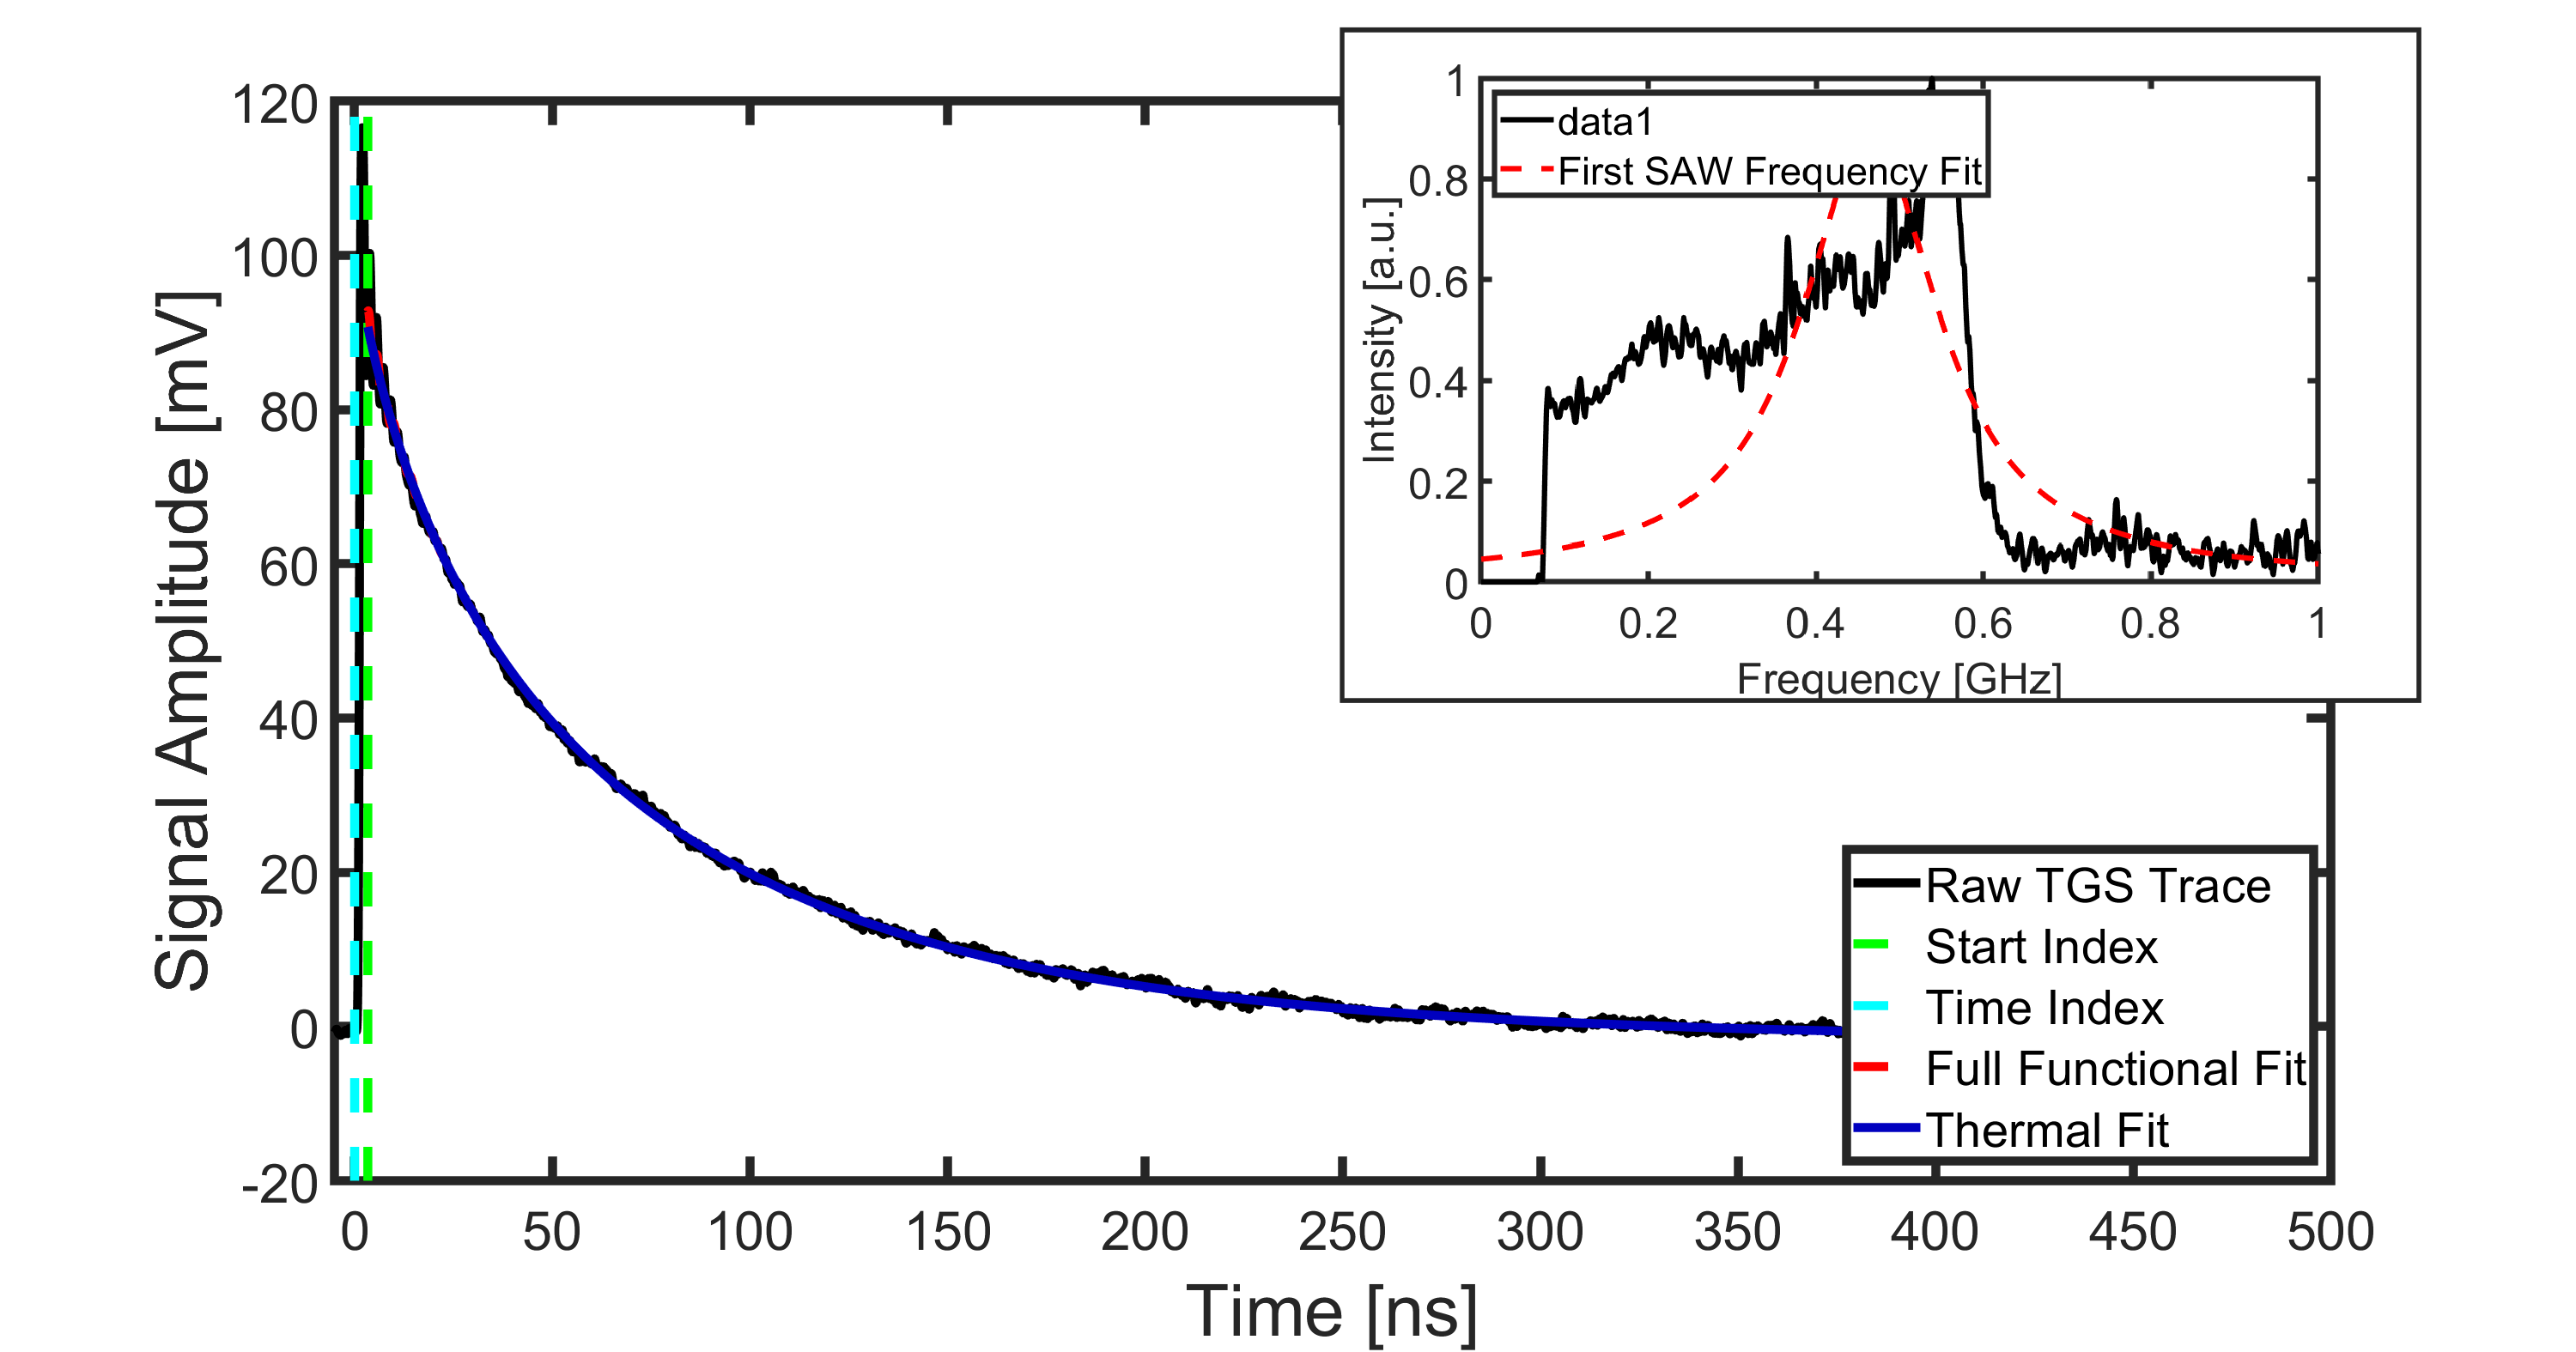 120
100
80
60
40
20
0
-20
Signal Amplitude [mV]
0 50 100 150 200 250 300 350 400 450 500
Time [ns]
Raw TGS Trace
Start Index
Time Index
Full Functional Fit
Thermal Fit
1
0.8
0.6
0.4
0.2
0
Intensity [a.u.]
data1
First SAW Frequency Fit
0 0.2 0.4 0.6 0.8 1
Frequency [GHz]